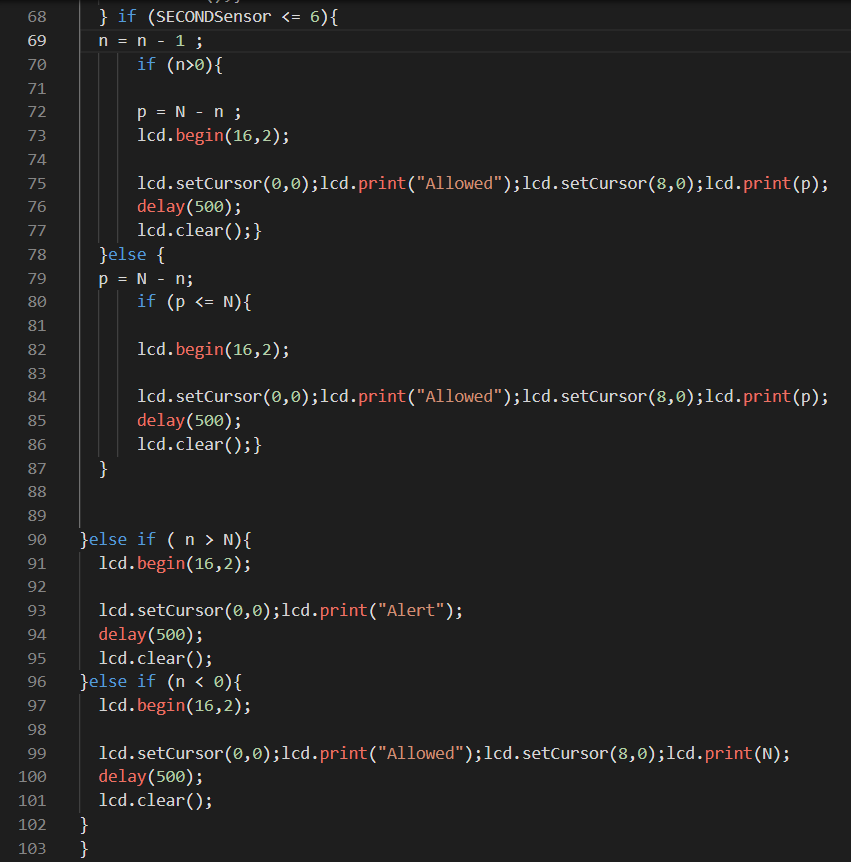 68 } if (SECONDSensor <= 6){
69 n = n - 1 ;
70 if (n>0){
71
72 p = N - n ;
73 lcd.begin(16,2);
74
75 lcd.setCursor(0,0);lcd.print("Allowed");lcd.setCursor(8,0);lcd.print(p);
76 delay(500);
77 lcd.clear();}
78 }else {
79 p = N - n;
80 if (p <= N){
81
82 lcd.begin(16,2);
83
84 lcd.setCursor(0,0);lcd.print("Allowed");lcd.setCursor(8,0);lcd.print(p);
85 delay(500);
86 lcd.clear();}
87 }
88
89
90 }else if ( n > N){
91 lcd.begin(16,2);
92
93 lcd.setCursor(0,0);lcd.print("Alert");
94 delay(500);
95 lcd.clear();
96 }else if (n < 0){
97 lcd.begin(16,2);
98
99 lcd.setCursor(0,0);lcd.print("Allowed");lcd.setCursor(8,0);lcd.print(N);
100 delay(500);
101 lcd.clear();
102 }
103 }